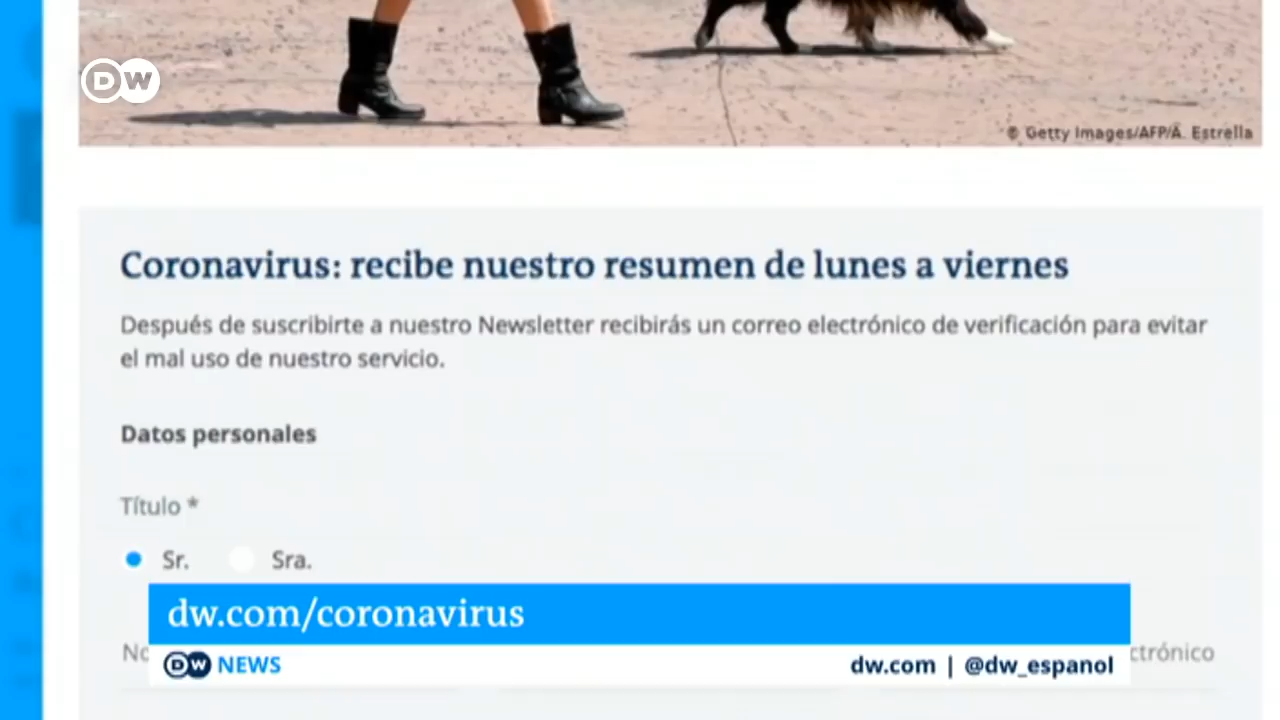 DW
© Getty Images/AFP/A. Estrella
Coronavirus: recibe nuestro resumen de lunes a viernes
Después de suscribirte a nuestro Newsletter recibirás un correo electrónico de verificación para evitar
el mal uso de nuestro servicio.
Datos personales
Título *
Sr. Sra.
dw.com/coronavirus
DW NEWS dw.com | @dw_espanol